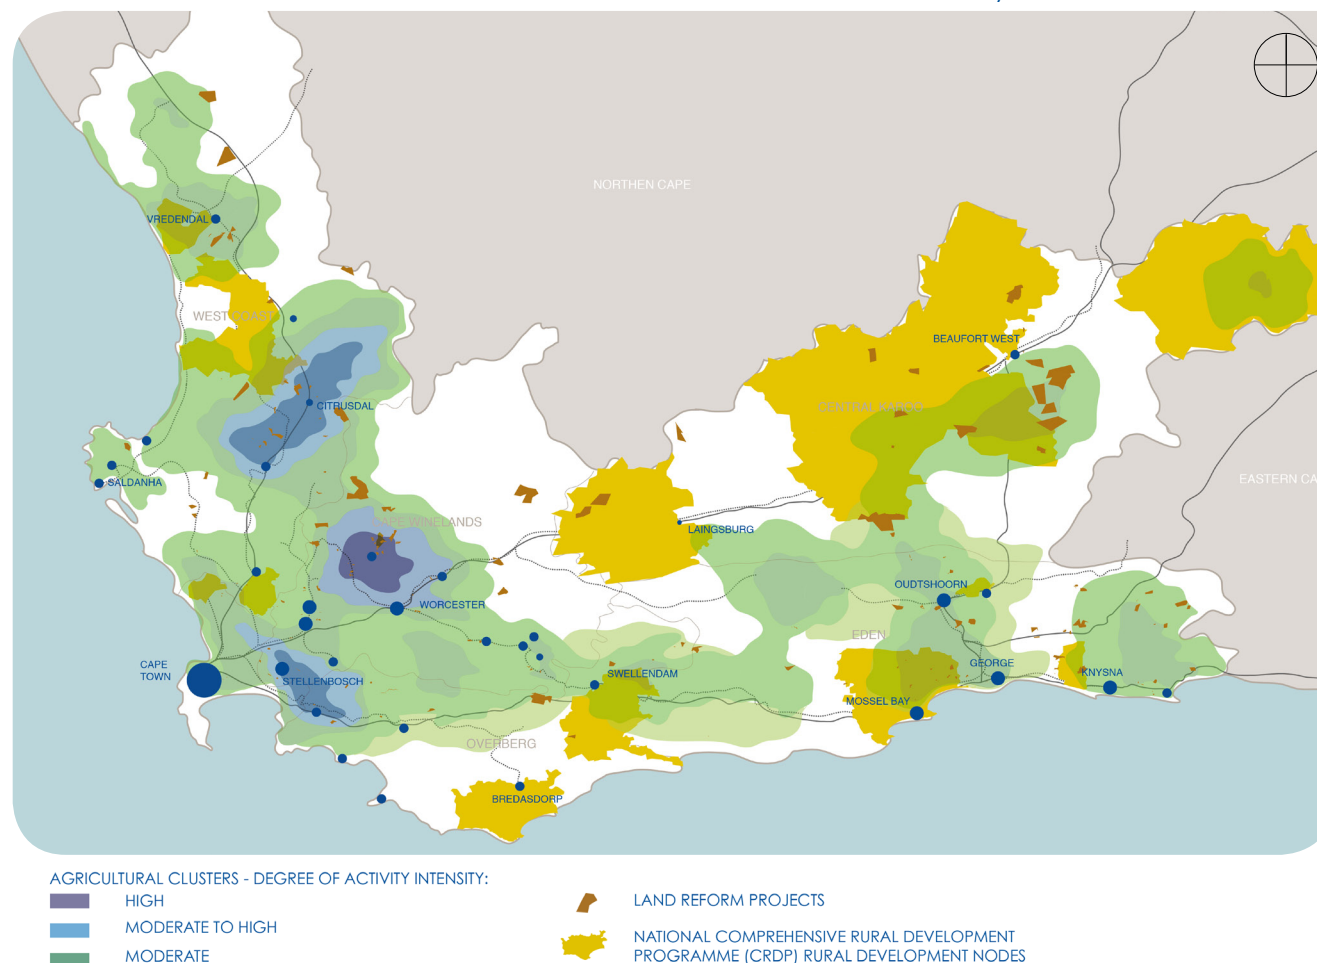 NORTHEN CAPE
VREDENDAL
WEST COAST
BEAUFORT WEST
CITRUSDAL
CENTRAL KAROO
SALDANHA
EASTERN CA
CAPE WINELANDS
LAINGSBURG
OUDTSHOORN
WORCESTER
EDEN
CAPE
TOWN
STELLENBOSCH
SWELLENDAM
GEORGE
KNYSNA
MOSSEL BAY
OVERBERG
BREDASDORP
AGRICULTURAL CLUSTERS - DEGREE OF ACTIVITY INTENSITY:
HIGH
MODERATE TO HIGH
MODERATE
LAND REFORM PROJECTS
NATIONAL COMPREHENSIVE RURAL DEVELOPMENT
PROGRAMME (CRDP) RURAL DEVELOPMENT NODES